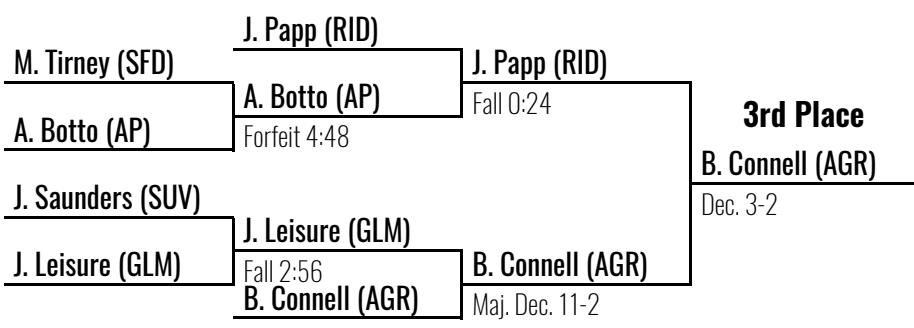 J. Papp (RID)
M. Tirney (SFD)
J. Papp (RID)
A. Botto (AP)
Fall 0:24
A. Botto (AP)
Forfeit 4:48
3rd Place
B. Connell (AGR)
Dec. 3-2
J. Saunders (SUV)
J. Leisure (GLM)
J. Leisure (GLM)
Fall 2:56
B. Connell (AGR)
B. Connell (AGR)
Maj. Dec. 11-2